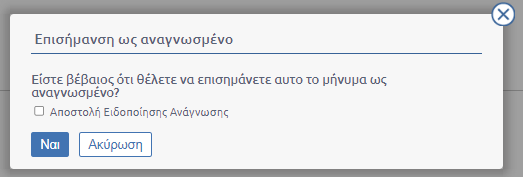 Επισήμανση ως αναγνωσμένο
Είστε βέβαιος ότι θέλετε να επισημάνετε αυτο το μήνυμα ως
αναγνωσμένο?
Αποστολή Ειδοποίησης Ανάγνωσης
Ναι Ακύρωση